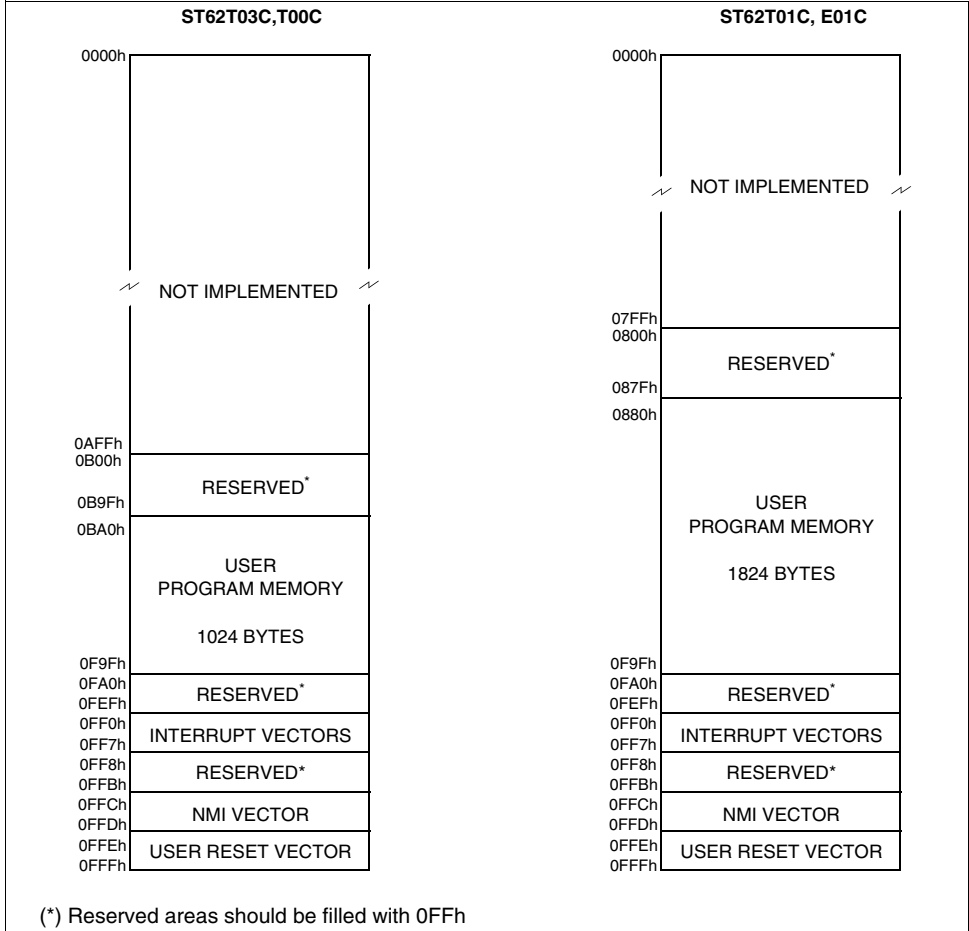 ST62T03C,T00C
0000h
NOT IMPLEMENTED
0AFFh
0B00h
RESERVED*
0B9Fh
0BA0h
USER
PROGRAM MEMORY
1024 BYTES
0F9Fh
0FA0h
RESERVED*
0FEFh
0FF0h
INTERRUPT VECTORS
0FF7h
0FF8h
RESERVED*
0FFBh
0FFCh
NMI VECTOR
0FFDh
0FFEh
USER RESET VECTOR
0FFFh
ST62T01C, E01C
0000h
NOT IMPLEMENTED
07FFh
0800h
RESERVED*
087Fh
0880h
USER
PROGRAM MEMORY
1824 BYTES
0F9Fh
0FA0h
RESERVED*
0FEFh
0FF0h
INTERRUPT VECTORS
0FF7h
0FF8h
RESERVED*
0FFBh
0FFCh
NMI VECTOR
0FFDh
0FFEh
USER RESET VECTOR
0FFFh
(*) Reserved areas should be filled with 0FFh